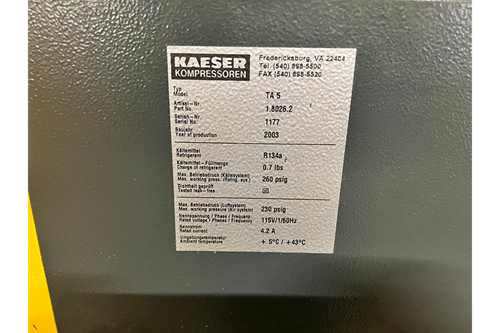 KAESER
KOMPRESSOREN
Fredericksburg, VA 22404
Tel. (540) 898-5500
FAX (540) 898-5520
Typ
Model TA 5
Artikel-Nr.
Part No. 1.8026.2
Serien-Nr.
Serial No. 1177
Baujahr
Year of production 2003
Kältemittel
Refrigerant R134a
Kältemittel-Füllmenge
Charge of refrigerant 0.7 lbs
Max. Betriebsdruck (Kältesystem)
Max. working press. (Refrig. sys.) 260 psig
Dichtheit geprüft
Tested leak-free ☒
Max. Betriebsdruck (Luftsystem)
Max. working pressure (Air system) 230 psig
Nennspannung / Phase / Frequenz
Rated voltage / Phases / Frequency 115V/1/60Hz
Nennstrom
Rated current 4.2 A
Umgebungstemperatur
Ambient temperature + 5°C / +43°C